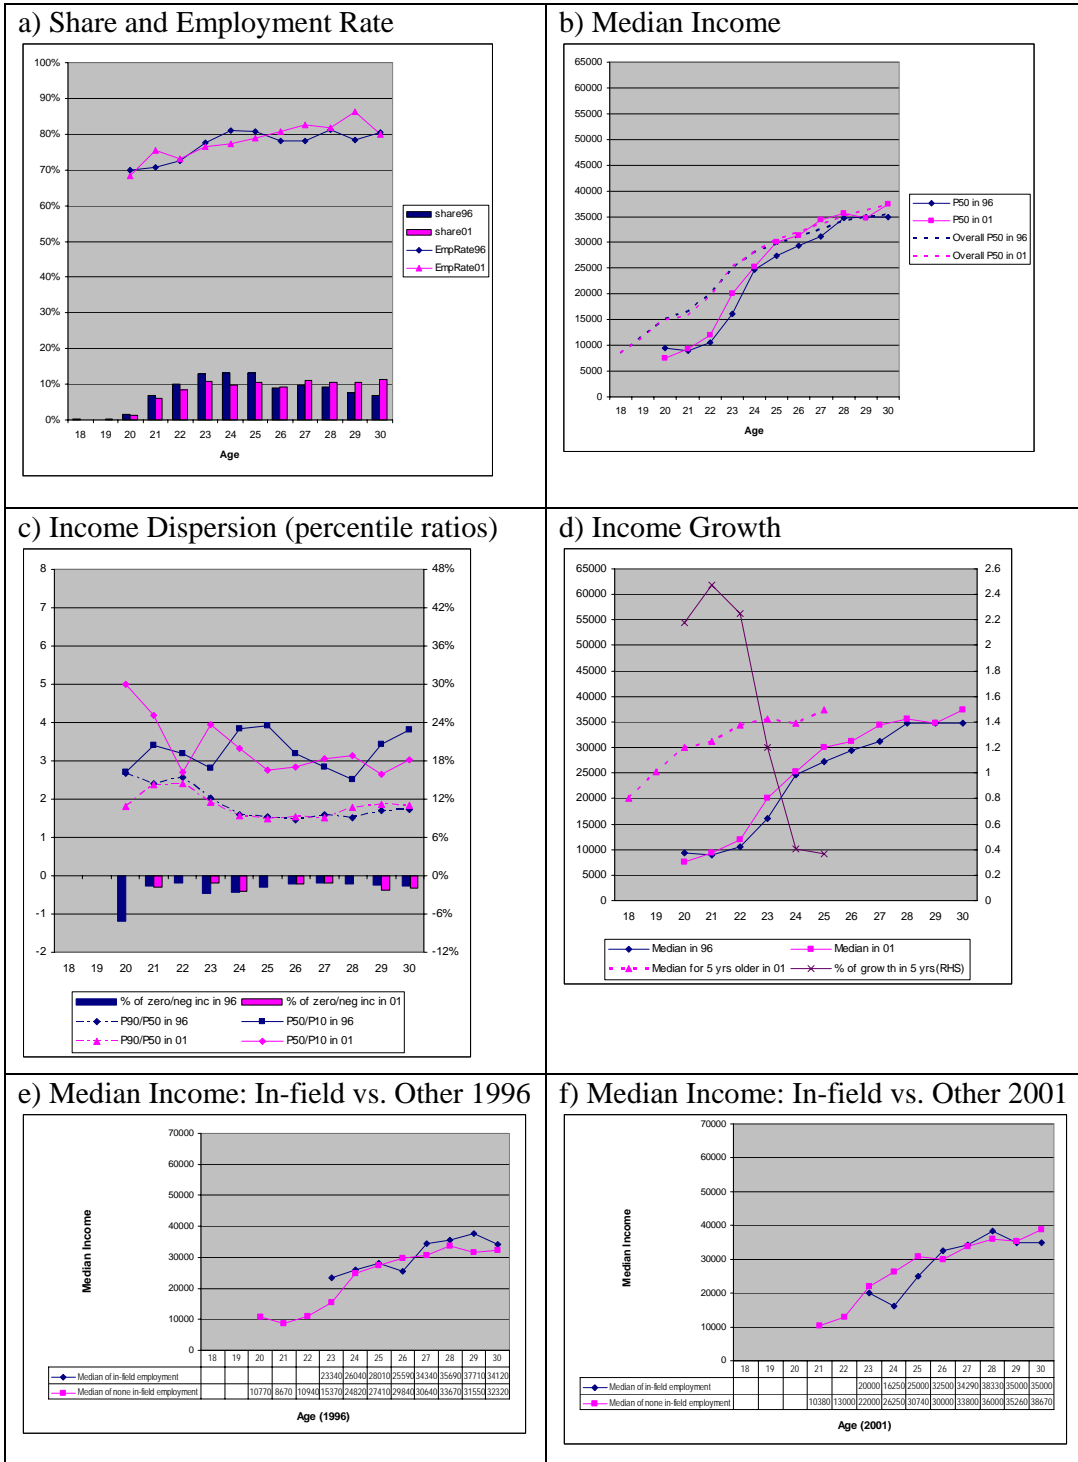 a) Share and Employment Rate
100%
90%
80%
70%
60%
50%
40%
30%
20%
10%
0%
18 19 20 21 22 23 24 25 26 27 28 29 30
Age
share96
share01
EmpRate96
EmpRate01
b) Median Income
65000
60000
55000
50000
45000
40000
35000
30000
25000
20000
15000
10000
5000
0
18 19 20 21 22 23 24 25 26 27 28 29 30
Age
P50 in 96
P50 in 01
Overall P50 in 96
Overall P50 in 01
c) Income Dispersion (percentile ratios)
8 48%
7 42%
6 36%
5 30%
4 24%
3 18%
2 12%
1 6%
0 0%
-1 -6%
-2 -12%
18 19 20 21 22 23 24 25 26 27 28 29 30
% of zero/neg inc in 96 % of zero/neg inc in 01
P90/P50 in 96 P50/P10 in 96
P90/P50 in 01 P50/P10 in 01
d) Income Growth
65000 2.6
60000 2.4
55000 2.2
50000 2
45000 1.8
40000 1.6
35000 1.4
30000 1.2
25000 1
20000 0.8
15000 0.6
10000 0.4
5000 0.2
0 0
18 19 20 21 22 23 24 25 26 27 28 29 30
Median in 96 Median in 01
Median for 5 yrs older in 01 % of growth in 5 yrs(RHS)
e) Median Income: In-field vs. Other 1996
Median Income
70000
60000
50000
40000
30000
20000
10000
0
18 19 20 21 22 23 24 25 26 27 28 29 30
Median of in-field employment 23340 26040 28010 25590 34340 35690 37710 34120
Median of none in-field employment 10770 8670 10940 15370 24820 27410 29840 30640 33670 31550 32320
Age (1996)
f) Median Income: In-field vs. Other 2001
Median Income
70000
60000
50000
40000
30000
20000
10000
0
18 19 20 21 22 23 24 25 26 27 28 29 30
Median of in-field employment 20000 16250 25000 32500 34290 38330 35000 35000
Median of none in-field employment 10380 13000 22000 26250 30740 30000 33800 36000 35260 38670
Age (2001)